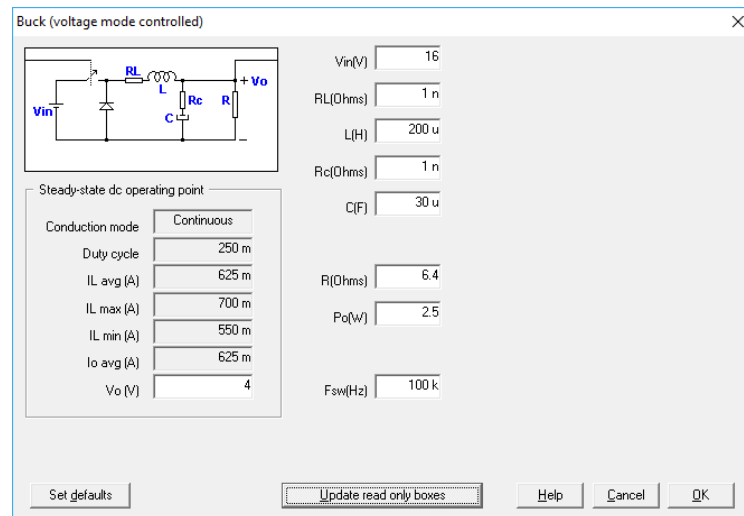 Buck (voltage mode controlled)
RL
L
+ Vo
Vin
Rc
R
C
−
Steady-state dc operating point
Conduction mode Continuous
Duty cycle 250 m
IL avg (A) 625 m
IL max (A) 700 m
IL min (A) 550 m
Io avg (A) 625 m
Vo (V) 4
Vin(V) 16
RL(Ohms) 1 n
L(H) 200 u
Rc(Ohms) 1 n
C(F) 30 u
R(Ohms) 6.4
Po(W) 2.5
Fsw(Hz) 100 k
Set defaults
Update read only boxes
Help
Cancel
OK